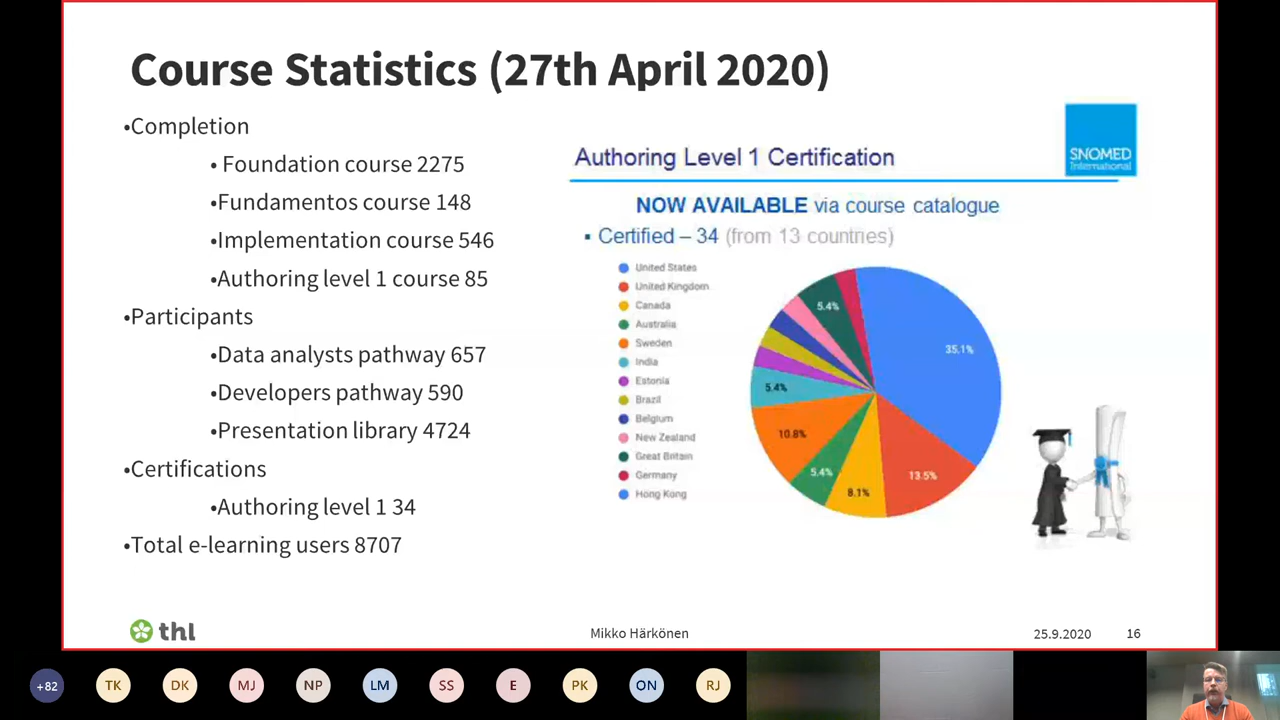 Course Statistics (27th April 2020)
•Completion
• Foundation course 2275
•Fundamentos course 148
•Implementation course 546
•Authoring level 1 course 85
•Participants
•Data analysts pathway 657
•Developers pathway 590
•Presentation library 4724
•Certifications
•Authoring level 1 34
•Total e-learning users 8707
SNOMED
International
Authoring Level 1 Certification
NOW AVAILABLE via course catalogue
▪ Certified – 34 (from 13 countries)
United States
United Kingdom
Canada
Australia
Sweden
India
Estonia
Brazil
Belgium
New Zealand
Great Britain
Germany
Hong Kong
5.4%
35.1%
5.4%
10.8%
5.4%
8.1%
13.5%
thl
Mikko Härkönen
25.9.2020 16
+82 TK DK MJ NP LM SS E PK ON RJ